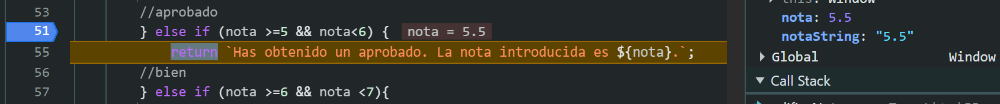 53 //aprobado
51 } else if (nota >=5 && nota<6) { nota = 5.5
55 return `Has obtenido un aprobado. La nota introducida es ${nota}.`;
56 //bien
57 } else if (nota >=6 && nota <7){
this: Window
nota: 5.5
notaString: "5.5"
Global Window
Call Stack